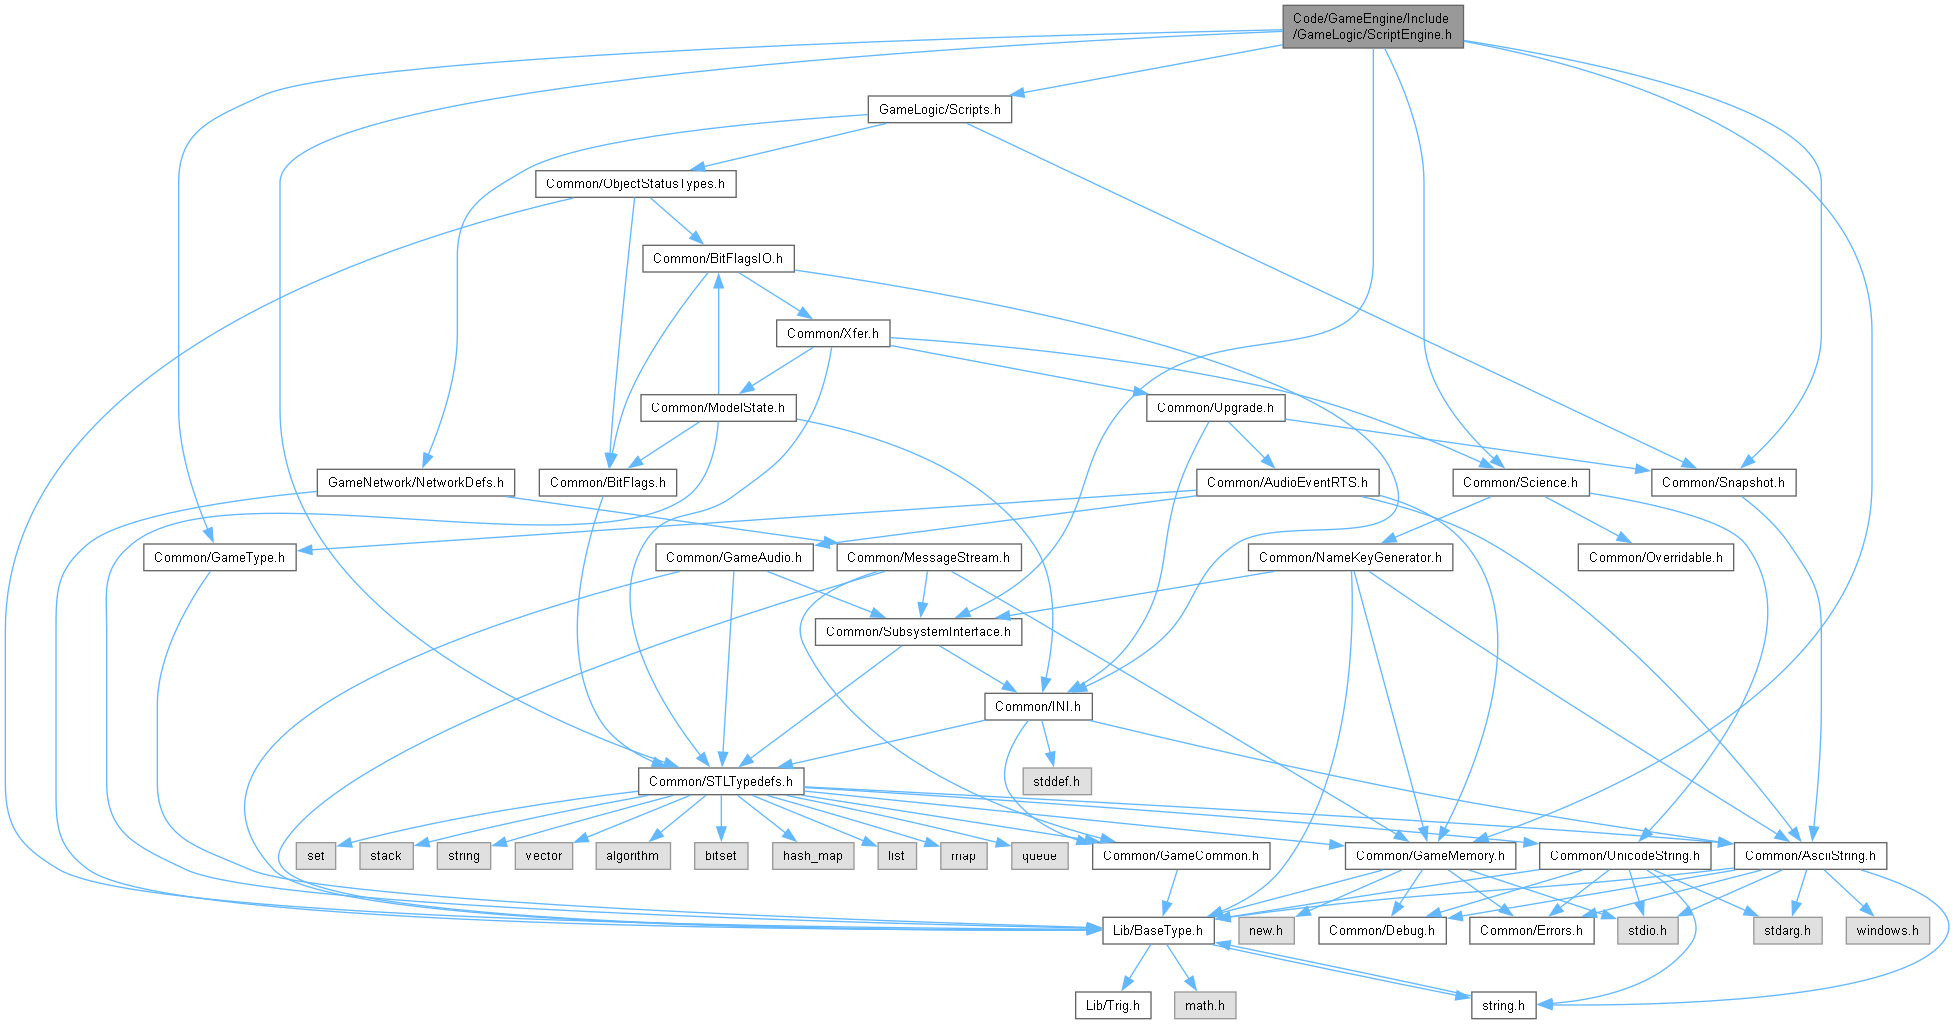 Code/GameEngine/Include
/GameLogic/ScriptEngine.h
GameLogic/Scripts.h
Common/ObjectStatusTypes.h
Common/BitFlagsIO.h
Common/Xfer.h
Common/ModelState.h
Common/Upgrade.h
GameNetwork/NetworkDefs.h
Common/BitFlags.h
Common/AudioEventRTS.h
Common/Science.h
Common/Snapshot.h
Common/GameType.h
Common/GameAudio.h
Common/MessageStream.h
Common/NameKeyGenerator.h
Common/Overridable.h
Common/SubsystemInterface.h
Common/INI.h
Common/STLTypedefs.h
stddef.h
set
stack
string
vector
algorithm
bitset
hash_map
list
map
queue
Common/GameCommon.h
Common/GameMemory.h
Common/UnicodeString.h
Common/AsciiString.h
Lib/BaseType.h
new.h
Common/Debug.h
Common/Errors.h
stdio.h
stdarg.h
windows.h
Lib/Trig.h
math.h
string.h